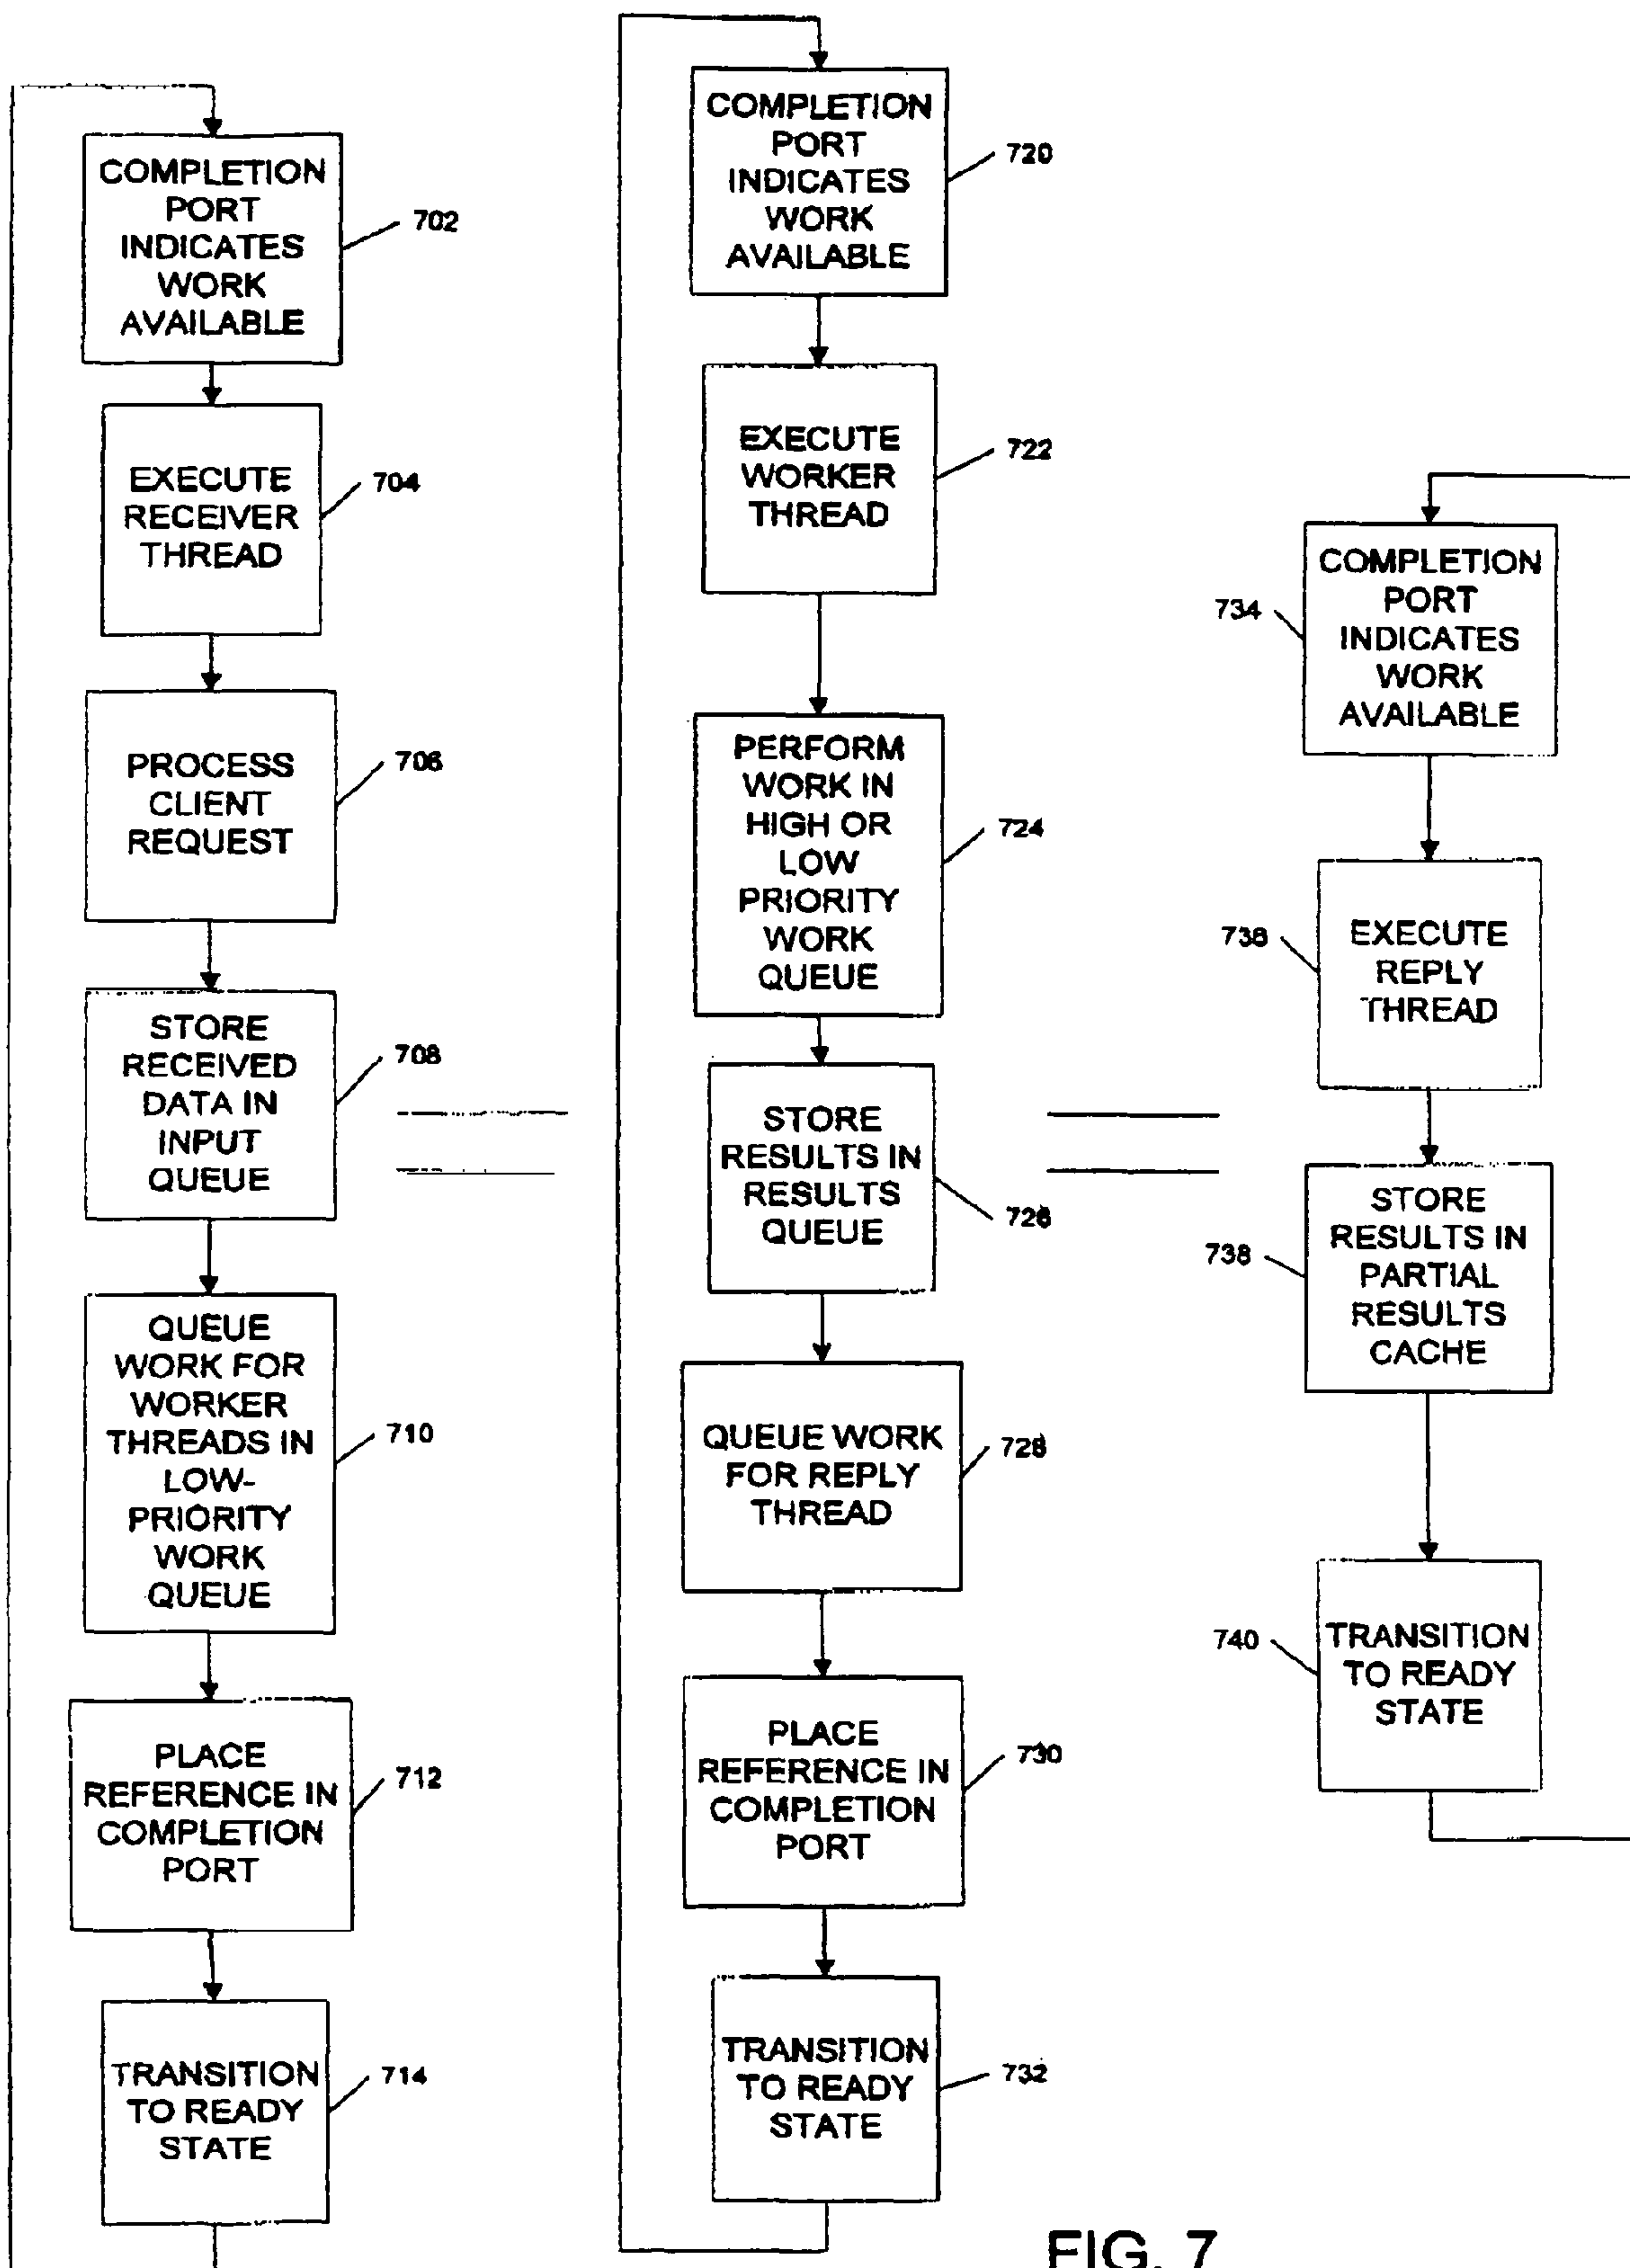 COMPLETION
PORT
INDICATES
WORK
AVAILABLE
702
EXECUTE
RECEIVER
THREAD
704
PROCESS
CLIENT
REQUEST
706
STORE
RECEIVED
DATA IN
INPUT
QUEUE
708
QUEUE
WORK FOR
WORKER
THREADS IN
LOW-
PRIORITY
WORK
QUEUE
710
PLACE
REFERENCE IN
COMPLETION
PORT
712
TRANSITION
TO READY
STATE
714
COMPLETION
PORT
INDICATES
WORK
AVAILABLE
720
EXECUTE
WORKER
THREAD
722
PERFORM
WORK IN
HIGH OR
LOW
PRIORITY
WORK
QUEUE
724
STORE
RESULTS IN
RESULTS
QUEUE
726
QUEUE WORK
FOR REPLY
THREAD
728
PLACE
REFERENCE IN
COMPLETION
PORT
730
TRANSITION
TO READY
STATE
732
COMPLETION
PORT
INDICATES
WORK
AVAILABLE
734
EXECUTE
REPLY
THREAD
738
STORE
RESULTS IN
PARTIAL
RESULTS
CACHE
738
TRANSITION
TO READY
STATE
740
FIG. 7